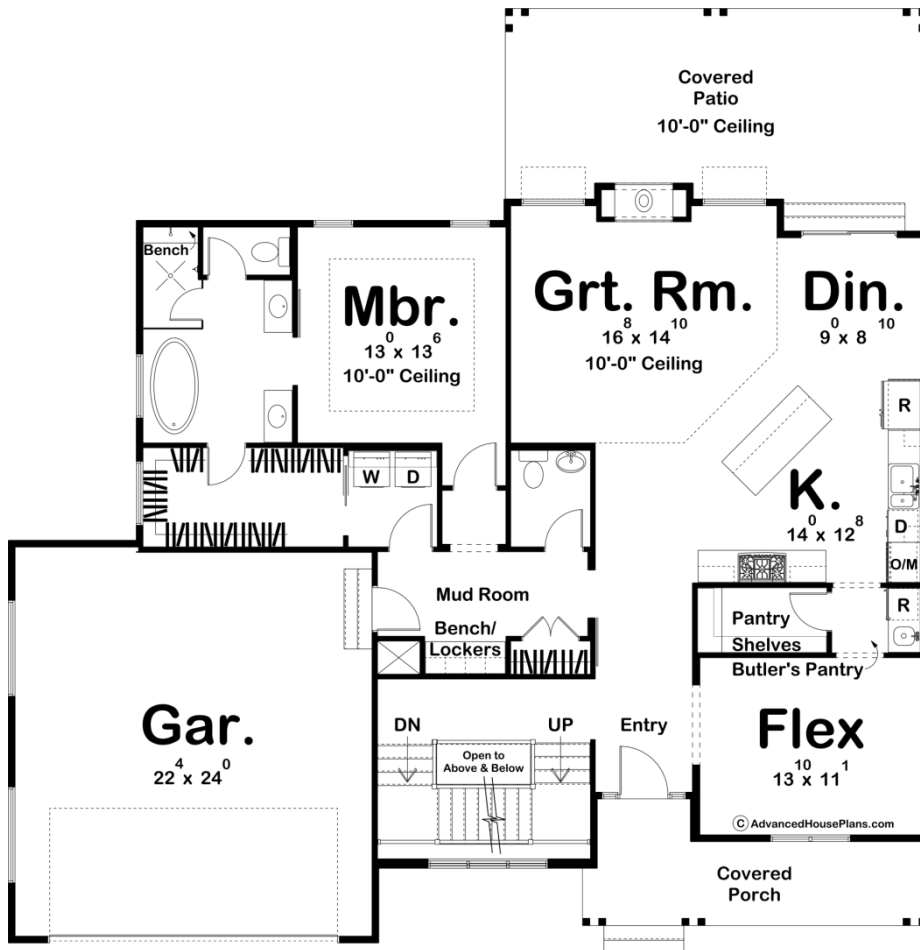 Covered
Patio
10'-0" Ceiling
Bench
Mbr.
13⁰ x 13⁶
10'-0" Ceiling
Grt. Rm.
16⁸ x 14¹⁰
10'-0" Ceiling
Din.
9⁰ x 8¹⁰
R
W
D
K.
14⁰ x 12⁸
D
O/M
Mud Room
Bench/
Lockers
Pantry
Shelves
R
Butler's Pantry
Gar.
22⁴ x 24⁰
DN
UP
Open to
Above & Below
Entry
Flex
13¹⁰ x 11¹
© AdvancedHousePlans.com
Covered
Porch